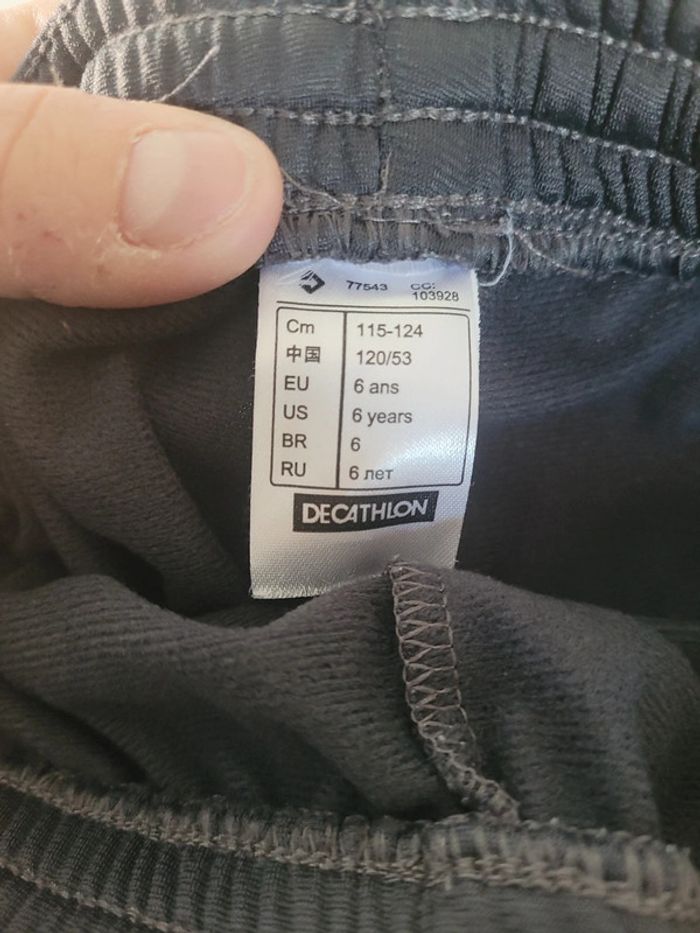 77543 CC:
103928
Cm 115-124
中国 120/53
EU 6 ans
US 6 years
BR 6
RU 6 лет
DECATHLON